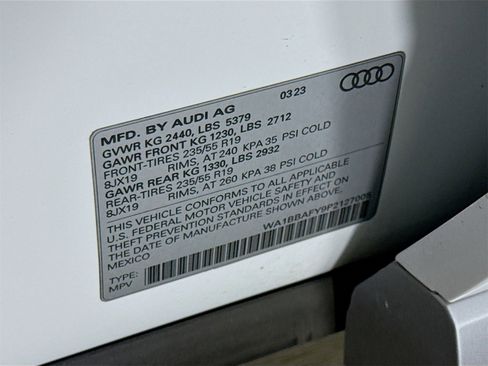 MFD. BY AUDI AG 03 23
GVWR KG 2440, LBS 5379
GAWR FRONT KG 1230, LBS 2712
FRONT-TIRES 235/55 R19
8JX19 RIMS, AT 240 KPA 35 PSI COLD
GAWR REAR KG 1330, LBS 2932
REAR-TIRES 235/55 R19
8JX19 RIMS, AT 260 KPA 38 PSI COLD
THIS VEHICLE CONFORMS TO ALL APPLICABLE
U.S. FEDERAL MOTOR VEHICLE SAFETY AND
THEFT PREVENTION STANDARDS IN EFFECT ON
THE DATE OF MANUFACTURE SHOWN ABOVE.
MEXICO WA1BBAFY9P2127005
TYPE:
MPV